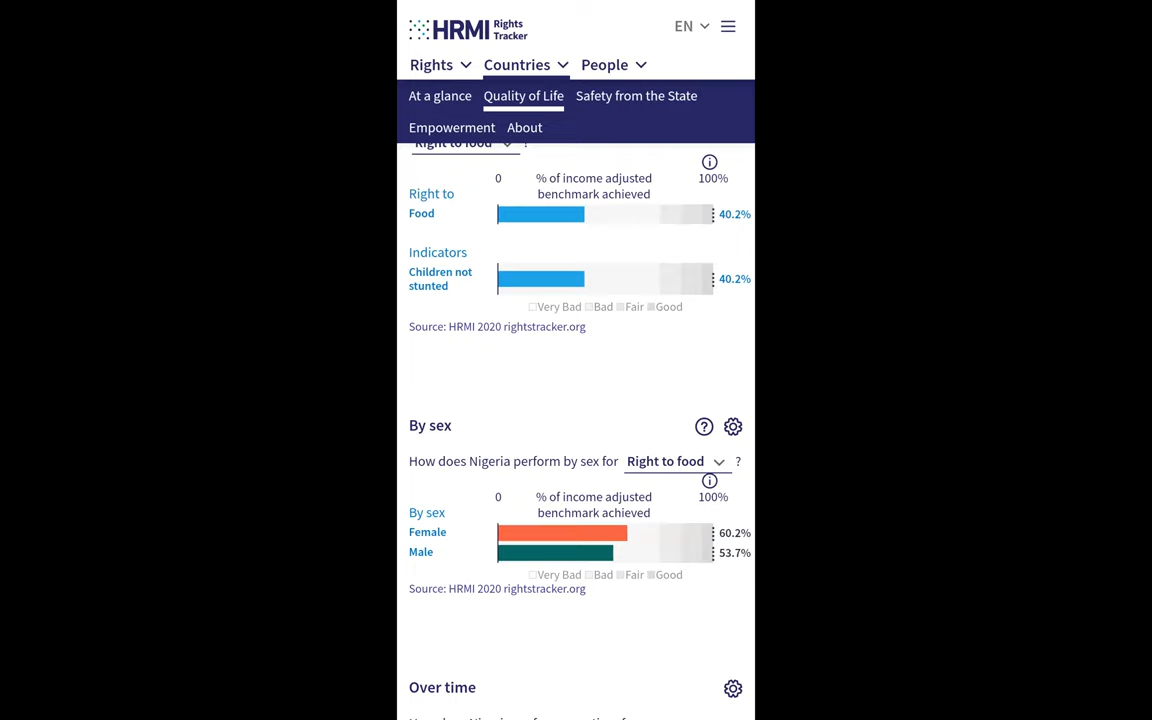 HRMI Rights Tracker
EN
Rights Countries People
At a glance Quality of Life Safety from the State
Empowerment About
Right to food ?
0 % of income adjusted benchmark achieved 100%
Right to
Food 40.2%
Indicators
Children not stunted 40.2%
Very Bad Bad Fair Good
Source: HRMI 2020 rightstracker.org
By sex
How does Nigeria perform by sex for Right to food ?
0 % of income adjusted benchmark achieved 100%
By sex
Female 60.2%
Male 53.7%
Very Bad Bad Fair Good
Source: HRMI 2020 rightstracker.org
Over time